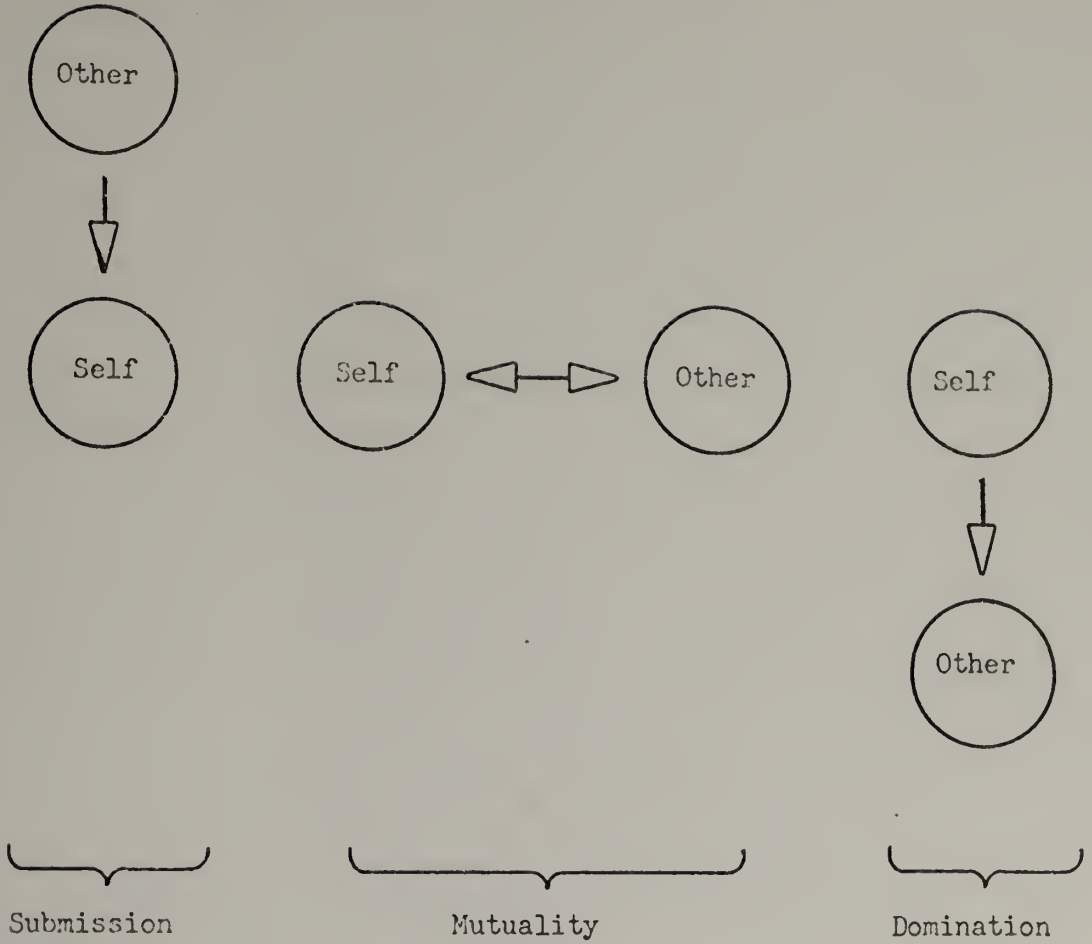 Other
Self
Self
Other
Self
Other
Submission
Mutuality
Domination